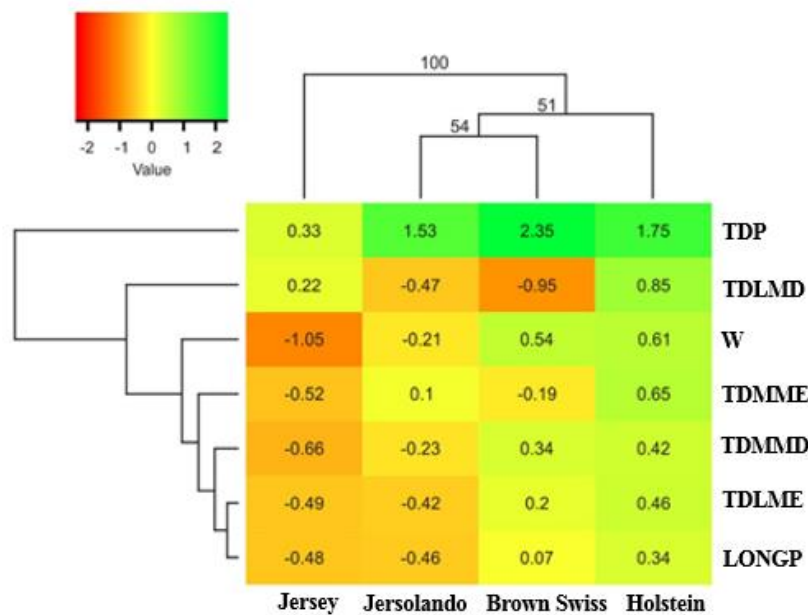 -2 -1 0 1 2
Value
100
51
54
0.33 1.53 2.35 1.75 TDP
0.22 -0.47 -0.95 0.85 TDLMD
-1.05 -0.21 0.54 0.61 W
-0.52 0.1 -0.19 0.65 TDMME
-0.66 -0.23 0.34 0.42 TDMMD
-0.49 -0.42 0.2 0.46 TDLME
-0.48 -0.46 0.07 0.34 LONGP
Jersey Jersolando Brown Swiss Holstein